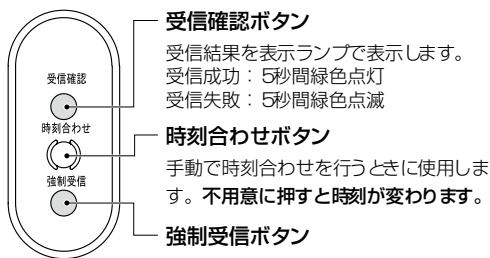 受信確認
時刻合わせ
強制受信
受信確認ボタン
受信結果を表示ランプで表示します。
受信成功：5秒間緑色点灯
受信失敗：5秒間緑色点滅
時刻合わせボタン
手動で時刻合わせを行うときに使用しま
す。不用意に押すと時刻が変わります。
強制受信ボタン